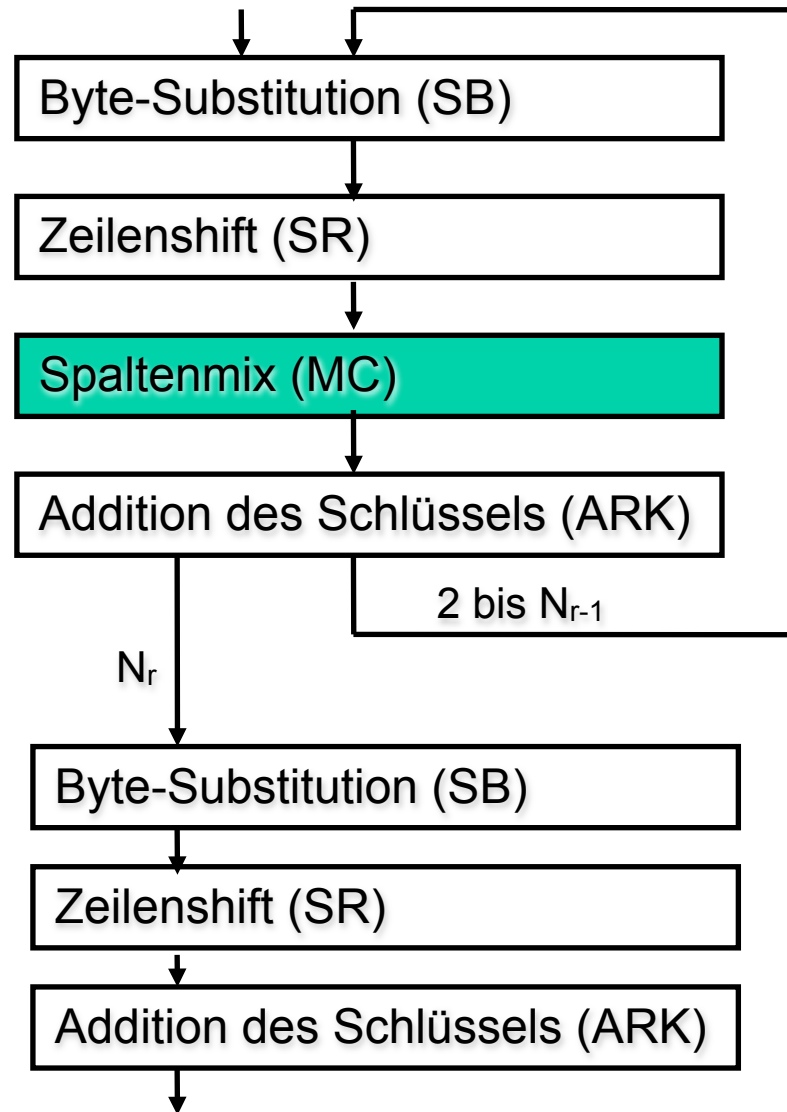 Byte-Substitution (SB)
Zeilenshift (SR)
Spaltenmix (MC)
Addition des Schlüssels (ARK)
2 bis Nr-1
Nr
Byte-Substitution (SB)
Zeilenshift (SR)
Addition des Schlüssels (ARK)